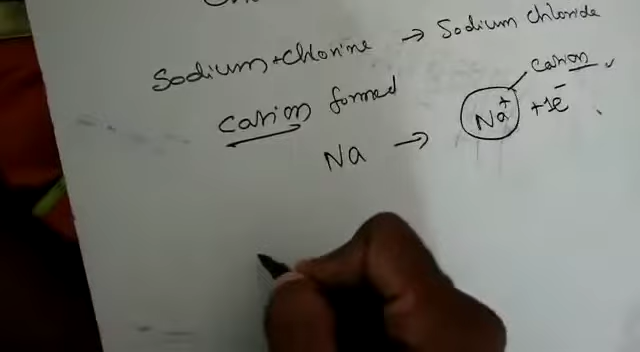 Sodium + Chlorine → Sodium Chloride
Cation formed
cation
Na → Na⁺ + 1e⁻